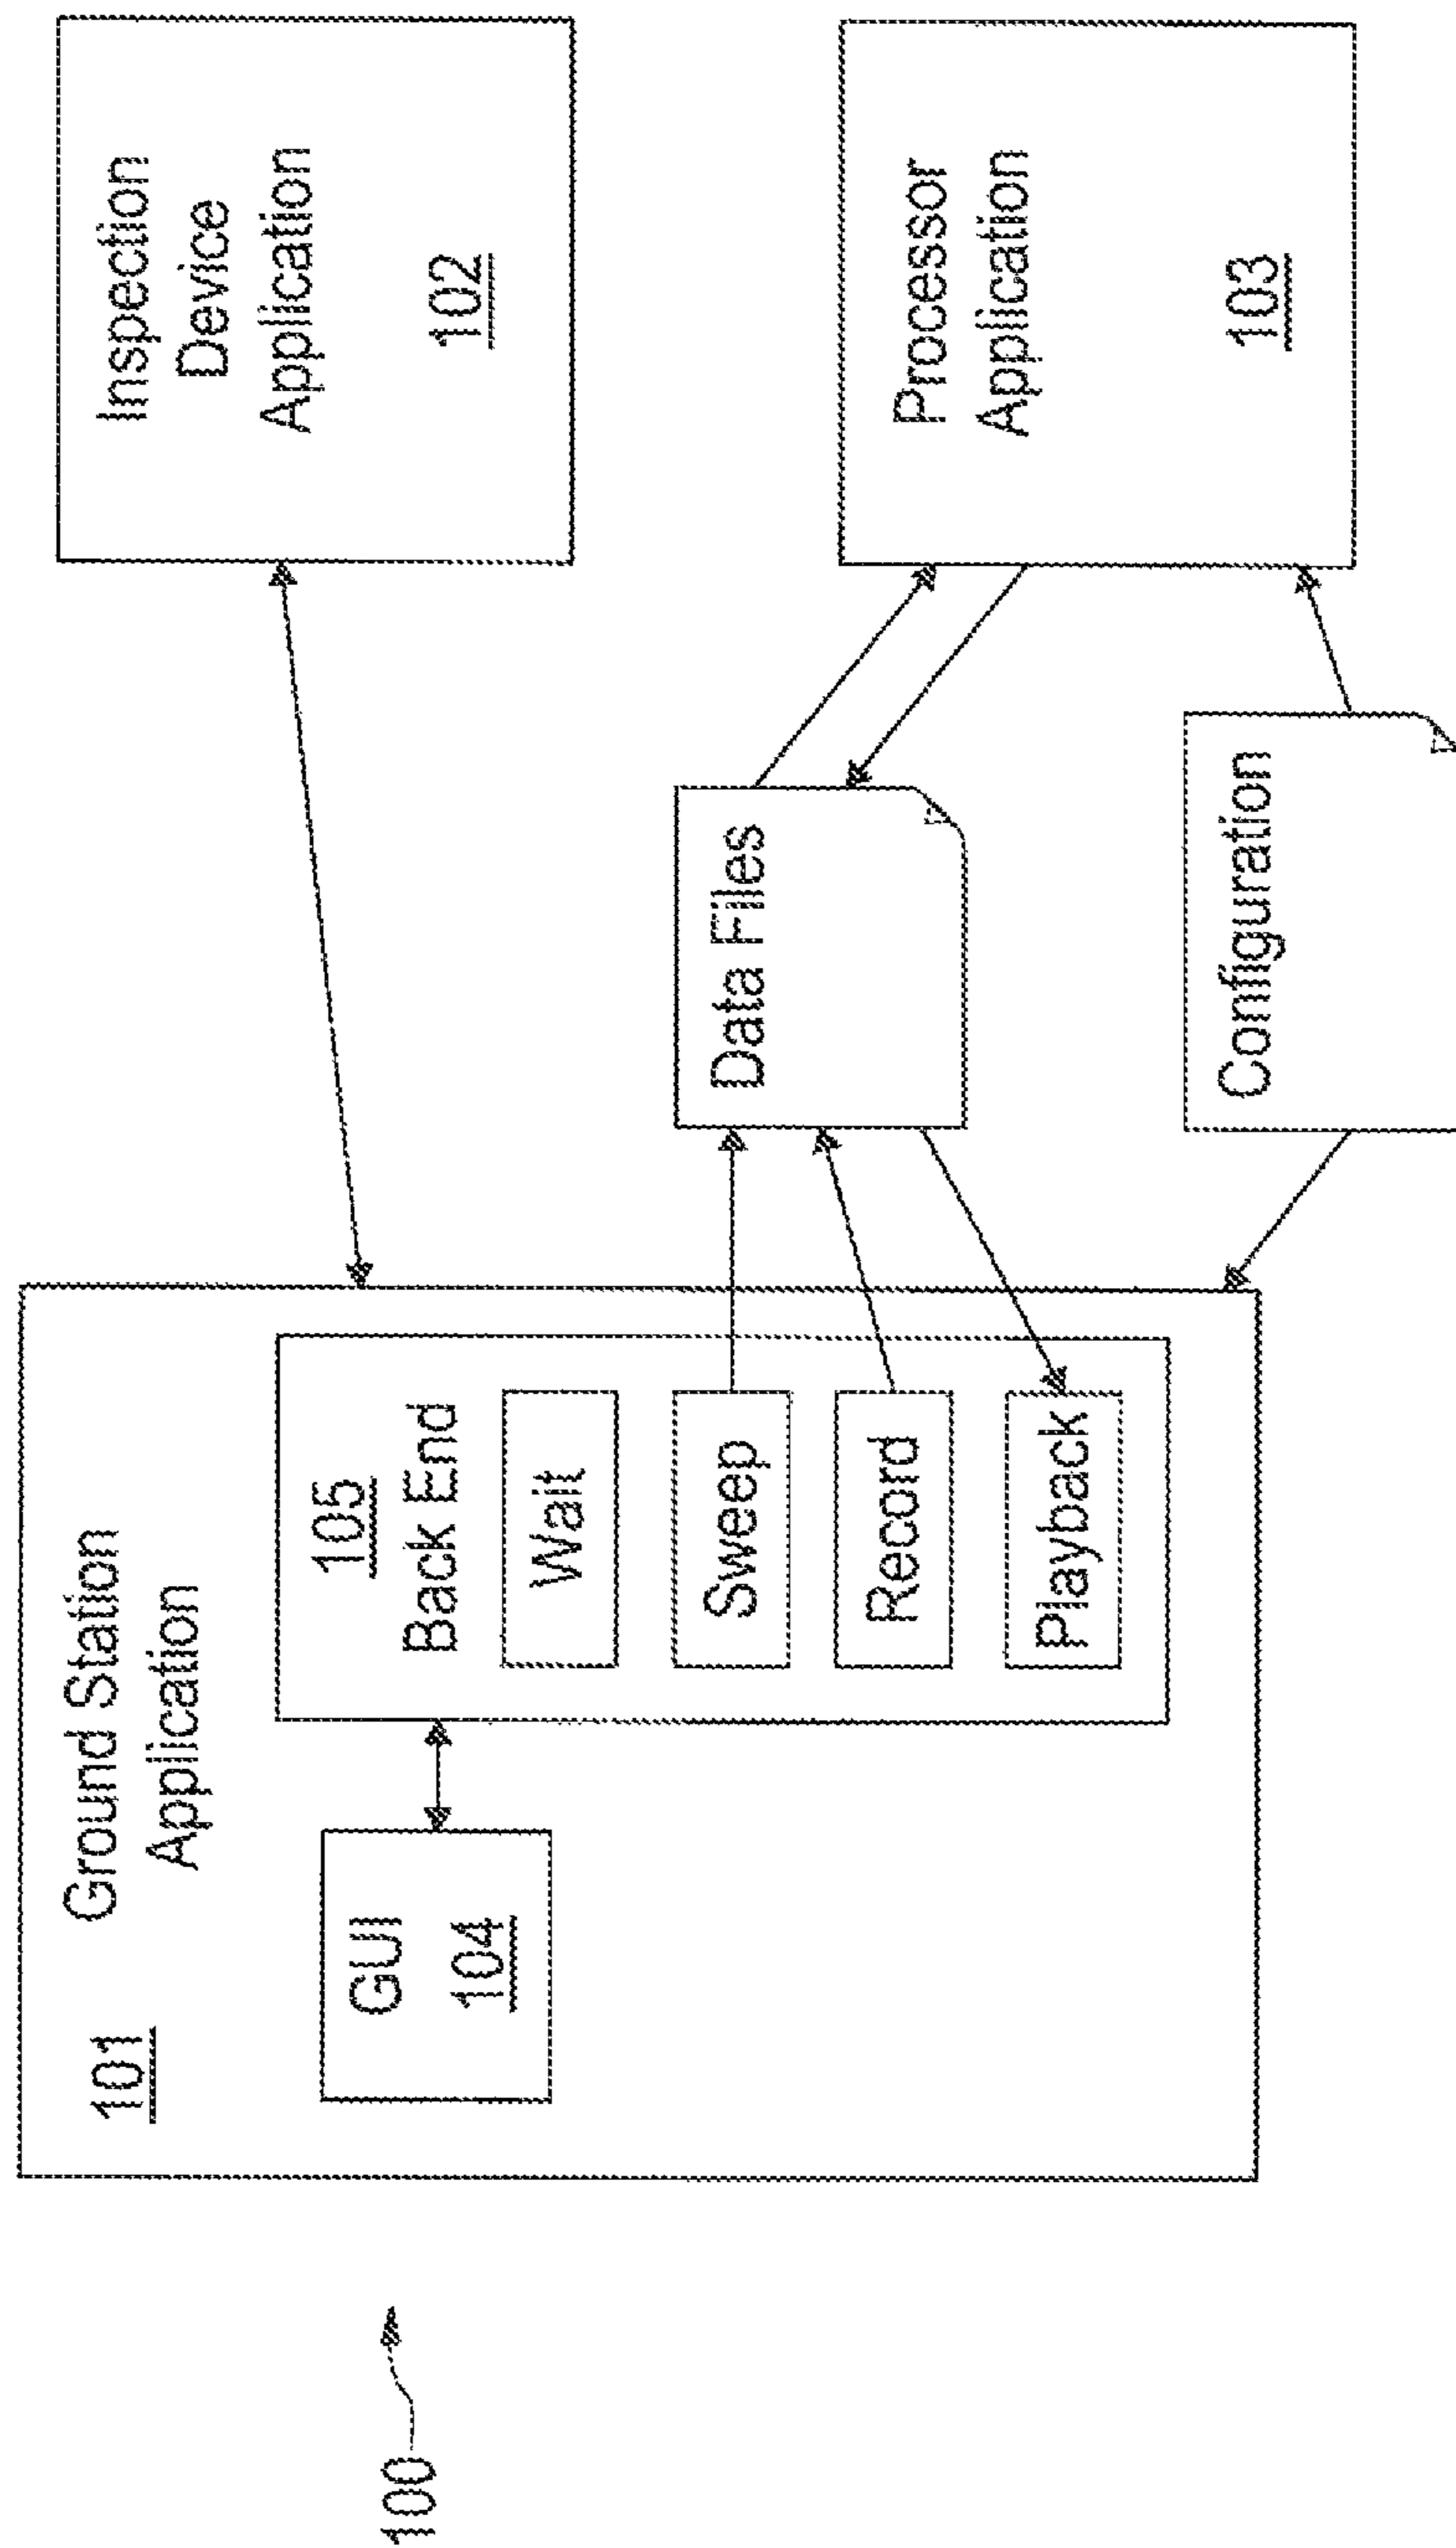 100
101
Ground Station
Application
GUI
104
105
Back End
Wait
Sweep
Record
Playback
Data Files
Configuration
Inspection
Device
Application
102
Processor
Application
103